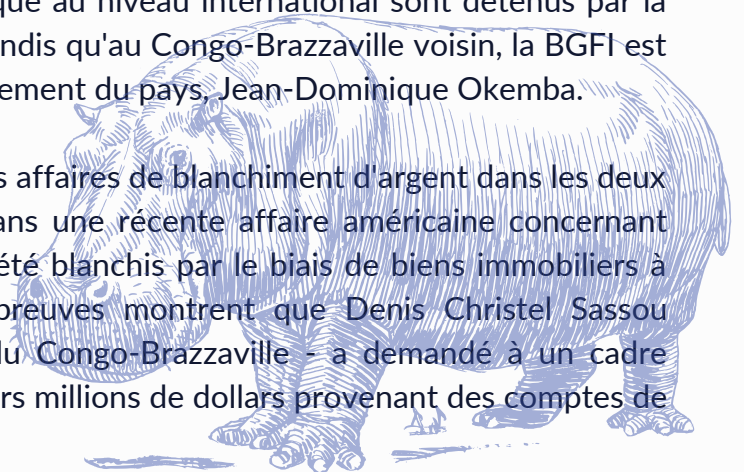 que au niveau international sont détenus par la
ndis qu'au Congo-Brazzaville voisin, la BGFI est
ement du pays, Jean-Dominique Okemba.
s affaires de blanchiment d'argent dans les deux
ans une récente affaire américaine concernant
été blanchis par le biais de biens immobiliers à
preuves montrent que Denis Christel Sassou
du Congo-Brazzaville - a demandé à un cadre
rs millions de dollars provenant des comptes de